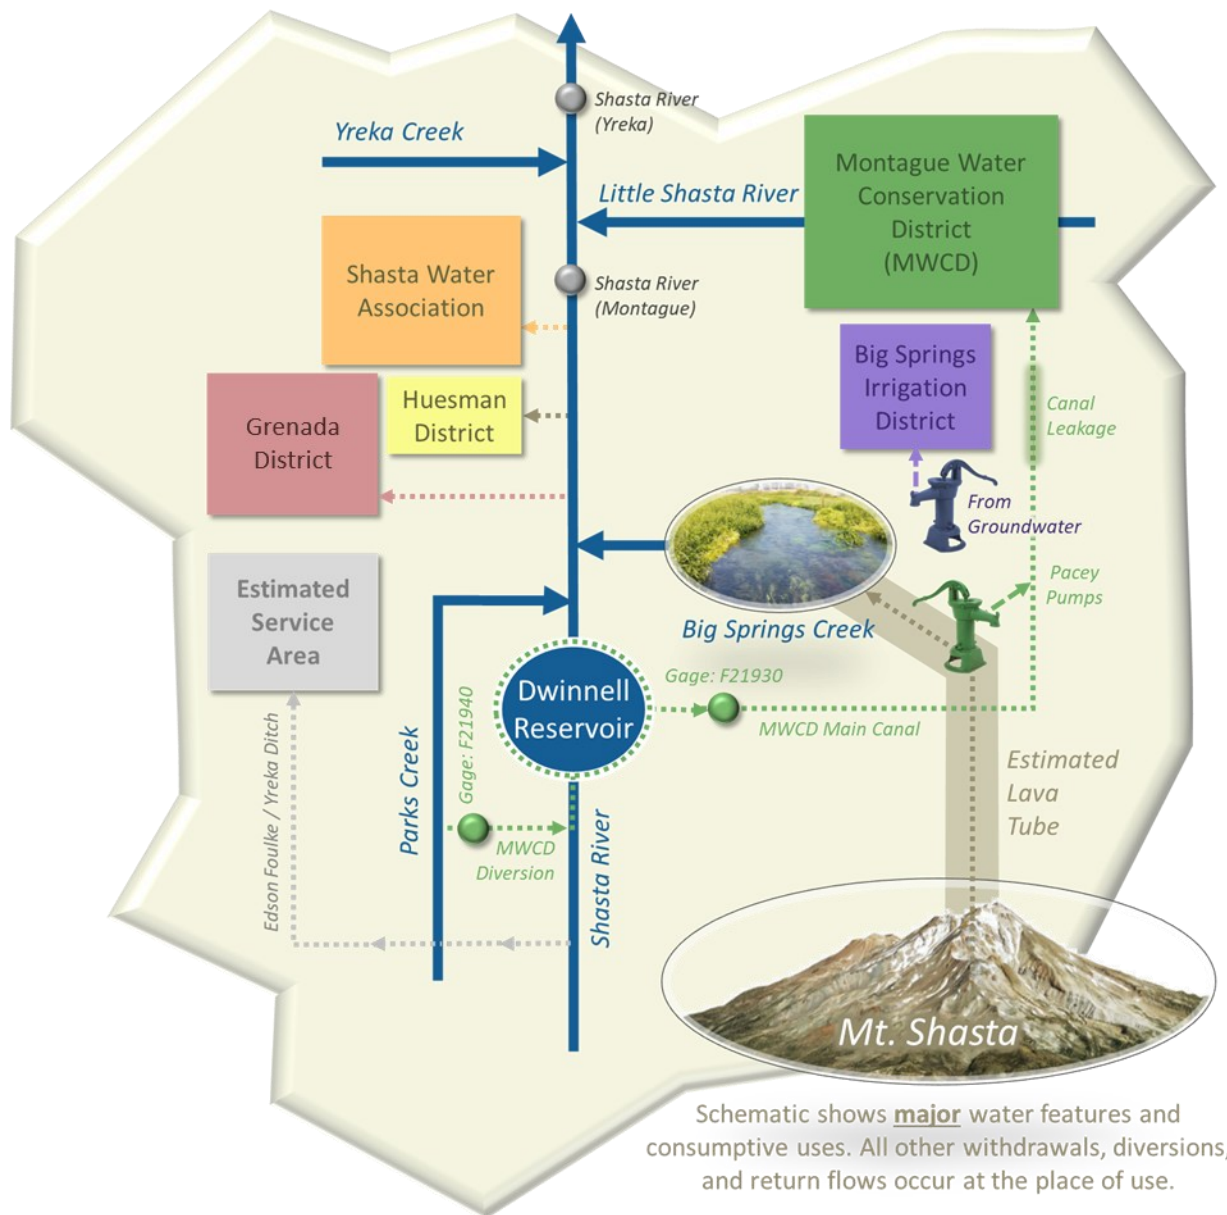 Shasta River
(Yreka)
Yreka Creek
Little Shasta River
Montague Water
Conservation
District
(MWCD)
Shasta Water
Association
Shasta River
(Montague)
Big Springs
Irrigation
District
Huesman
District
Grenada
District
Canal
Leakage
From
Groundwater
Estimated
Service
Area
Pacey
Pumps
Big Springs Creek
Gage: F21930
MWCD Main Canal
Dwinnell
Reservoir
Gage: F21940
MWCD
Diversion
Parks Creek
Shasta River
Edson Foulke / Yreka Ditch
Estimated
Lava
Tube
Mt. Shasta
Schematic shows major water features and
consumptive uses. All other withdrawals, diversions,
and return flows occur at the place of use.